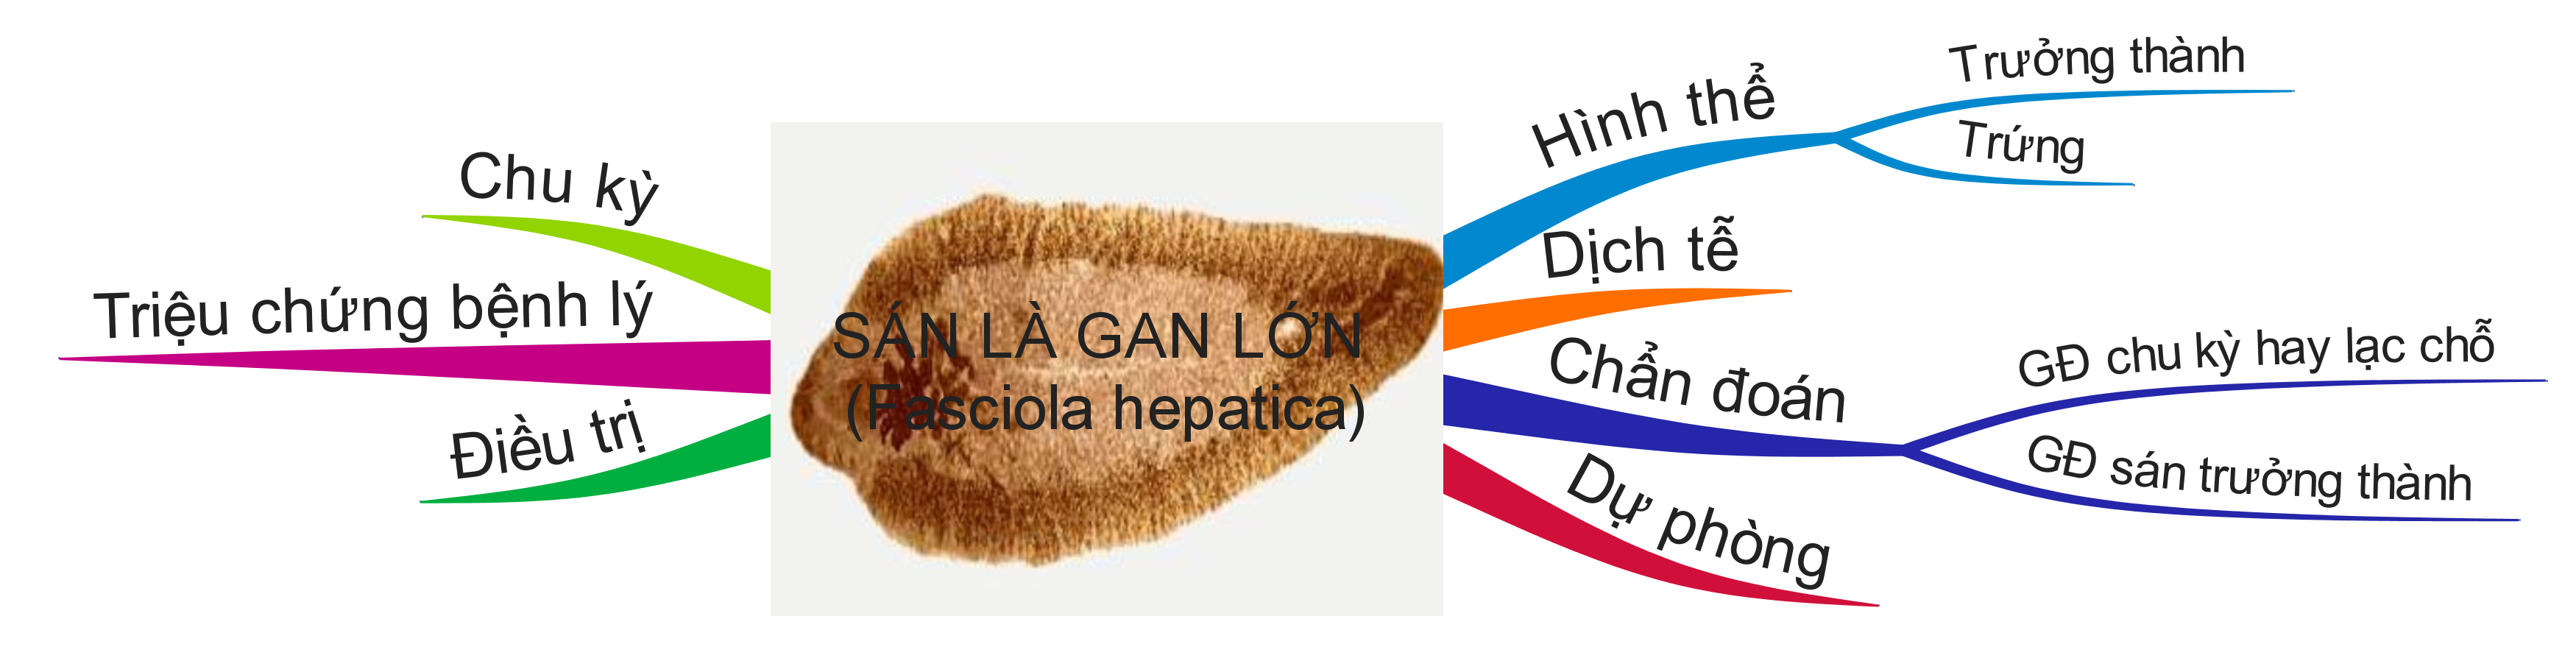 SÁN LÀ GAN LỚN
(Fasciola hepatica)
Hình thể
Trưởng thành
Trứng
Dịch tễ
Chẩn đoán
GĐ chu kỳ hay lạc chỗ
GĐ sán trưởng thành
Dự phòng
Chu kỳ
Triệu chứng bệnh lý
Điều trị